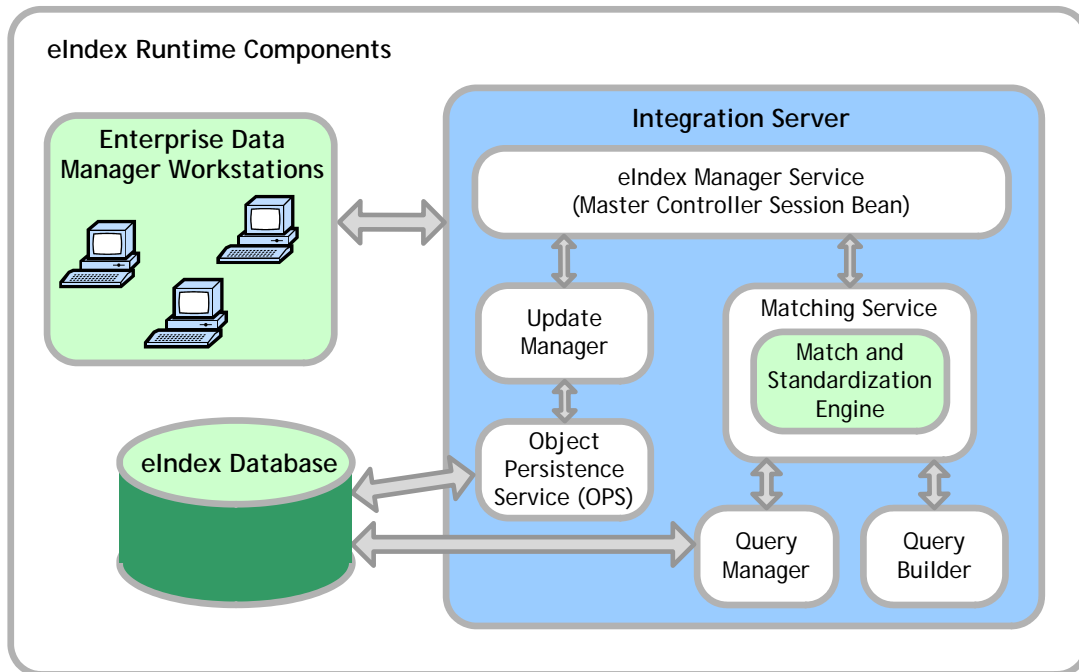 eIndex Runtime Components
Enterprise Data
Manager Workstations
Integration Server
eIndex Manager Service
(Master Controller Session Bean)
Update
Manager
Matching Service
Match and
Standardization
Engine
Object
Persistence
Service (OPS)
eIndex Database
Query
Manager
Query
Builder